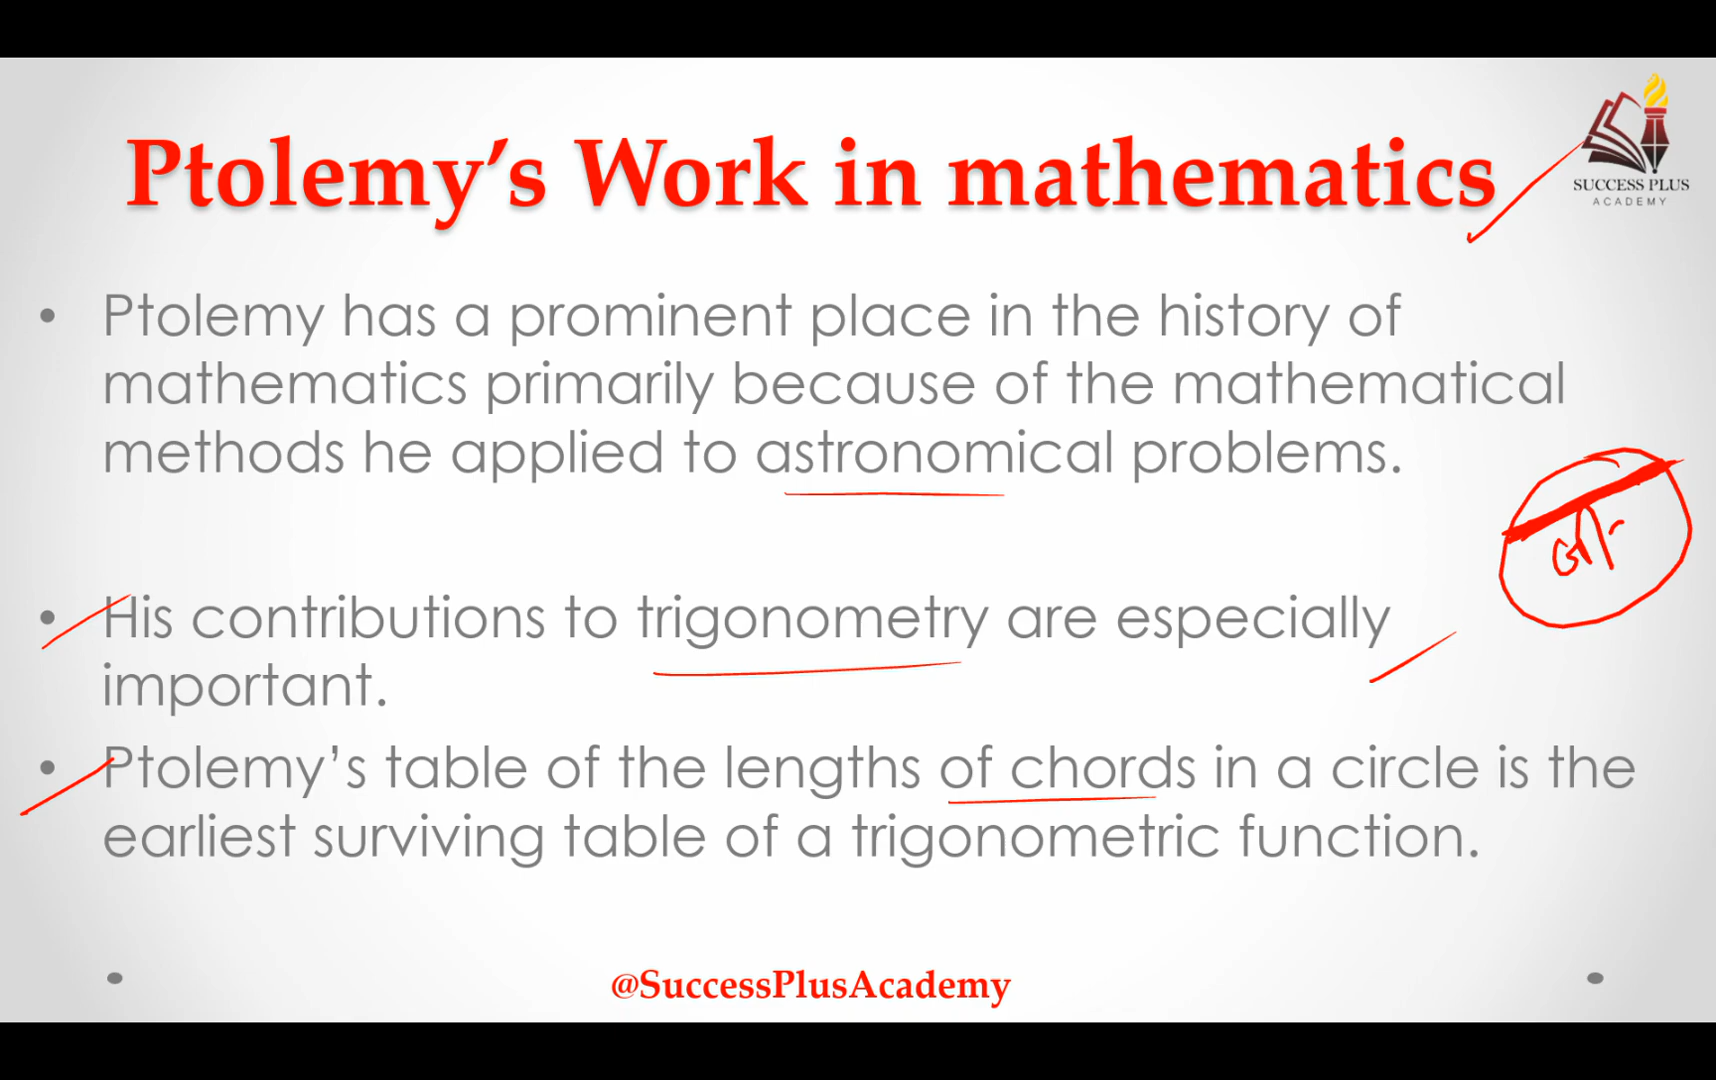 SUCCESS PLUS
ACADEMY
Ptolemy’s Work in mathematics
• Ptolemy has a prominent place in the history of
mathematics primarily because of the mathematical
methods he applied to astronomical problems.
• His contributions to trigonometry are especially
important.
• Ptolemy’s table of the lengths of chords in a circle is the
earliest surviving table of a trigonometric function.
@SuccessPlusAcademy